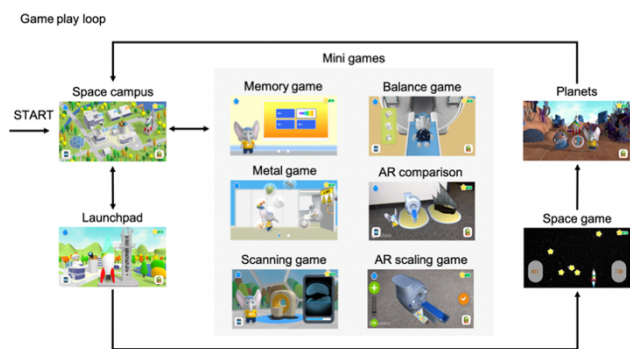 Game play loop
Mini games
Space campus
Memory game
Balance game
Planets
START
Metal game
AR comparison
Launchpad
Space game
Scanning game
AR scaling game